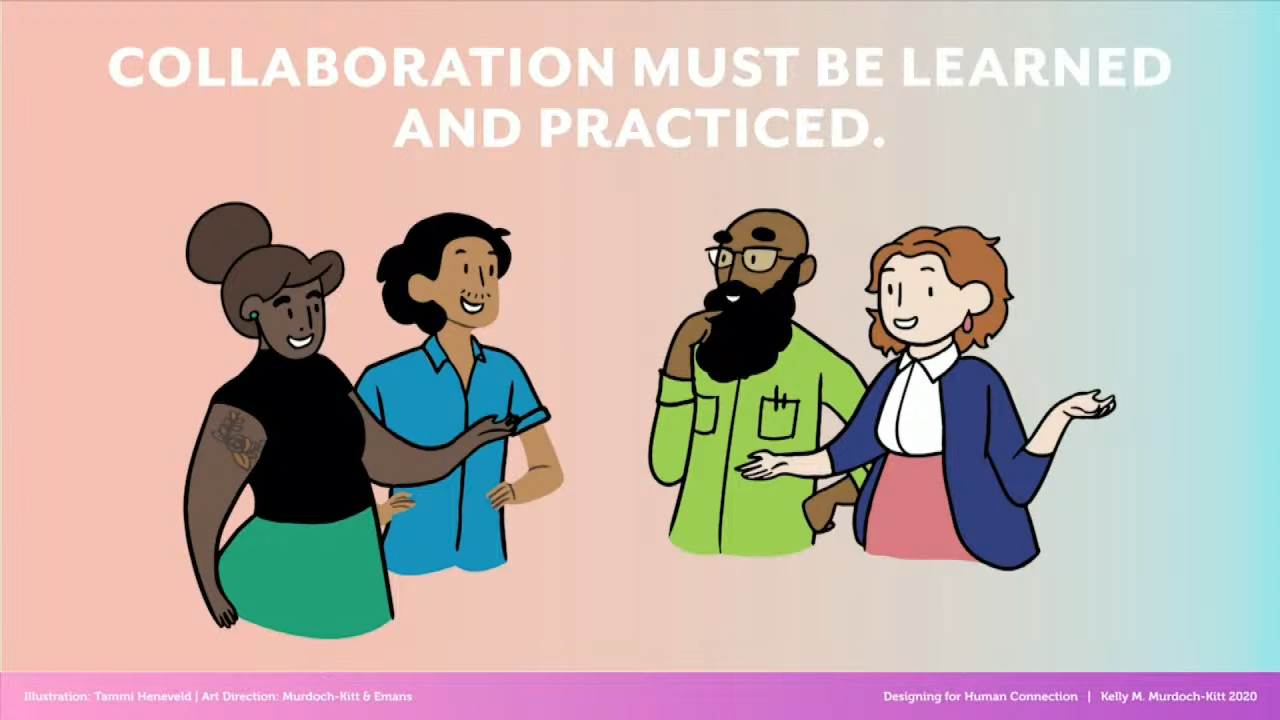 COLLABORATION MUST BE LEARNED
AND PRACTICED.
Illustration: Tammi Heneveld | Art Direction: Murdoch-Kitt & Emans
Designing for Human Connection | Kelly M. Murdoch-Kitt 2020